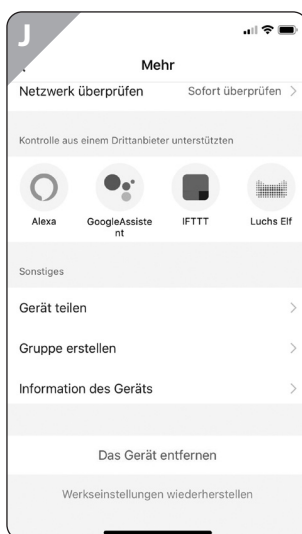 J
Mehr
Netzwerk überprüfen Sofort überprüfen >
Kontrolle aus einem Drittanbieter unterstützten
Alexa GoogleAssiste IFTTT Luchs Elf
nt
Sonstiges
Gerät teilen >
Gruppe erstellen >
Information des Geräts >
Das Gerät entfernen
Werkseinstellungen wiederherstellen